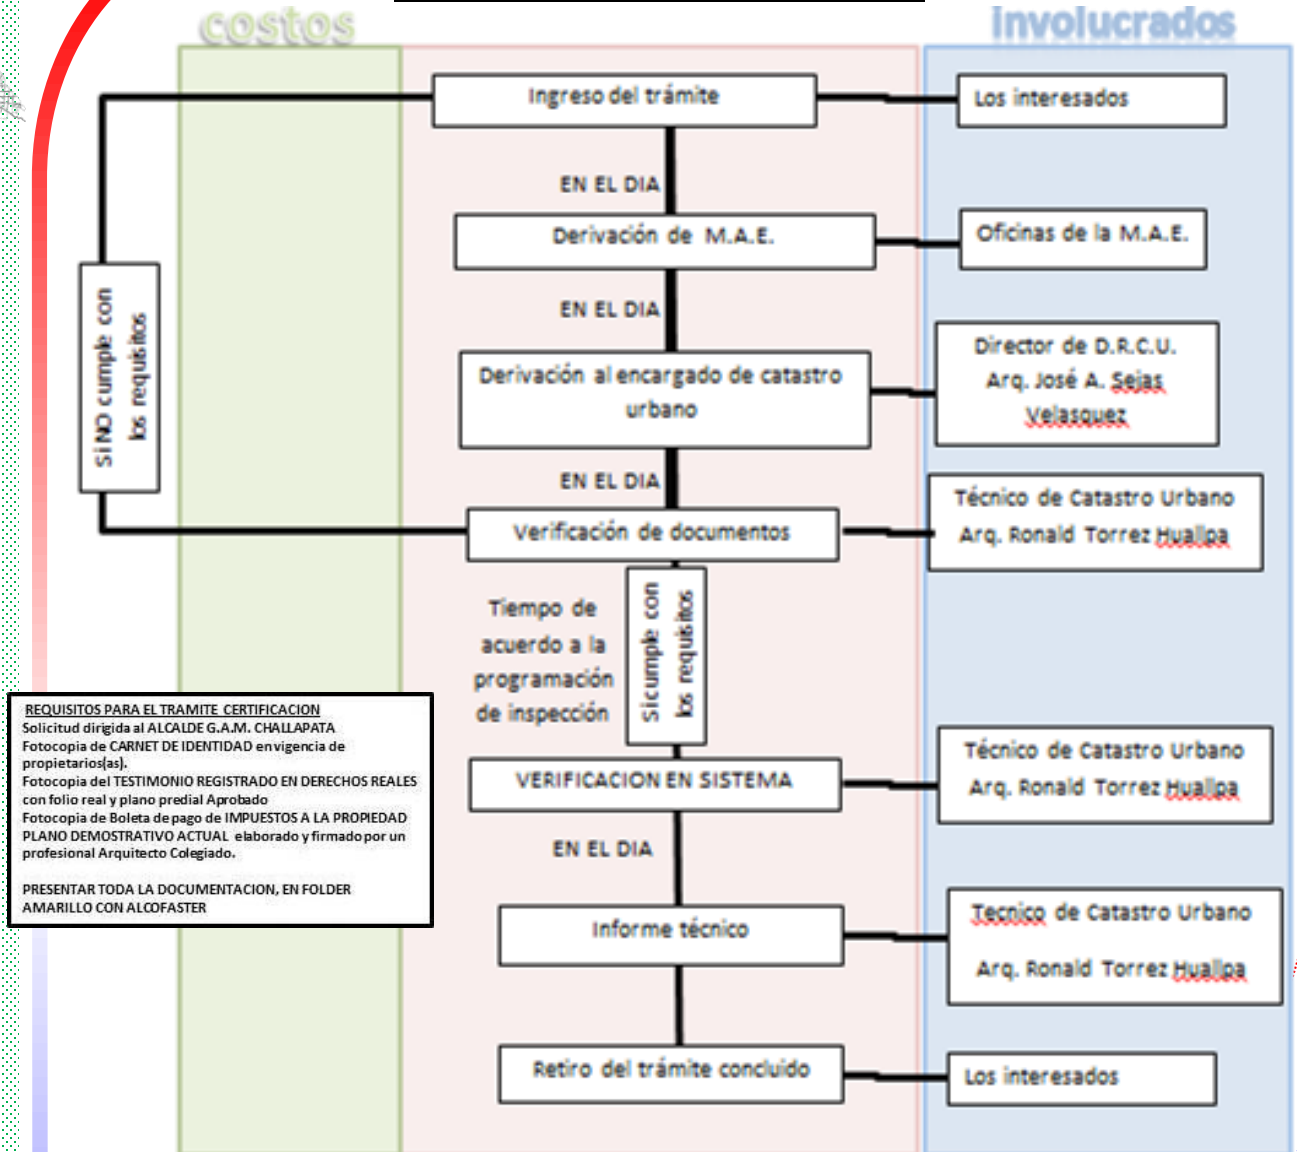 costos
involucrados
Ingreso del trámite
Los interesados
EN EL DIA
Derivación de M.A.E.
Oficinas de la M.A.E.
EN EL DIA
Derivación al encargado de catastro
urbano
Director de D.R.C.U.
Arq. José A. Sejas
Velasquez
Si NO cumple con
los requisitos
EN EL DIA
Verificación de documentos
Técnico de Catastro Urbano
Arq. Ronald Torrez Huallpa
Tiempo de
acuerdo a la
programación
de inspección
Si cumple con
los requisitos
REQUISITOS PARA EL TRAMITE CERTIFICACION
Solicitud dirigida al ALCALDE G.A.M. CHALLAPATA
Fotocopia de CARNET DE IDENTIDAD en vigencia de
propietarios(as).
Fotocopia del TESTIMONIO REGISTRADO EN DERECHOS REALES
con folio real y plano predial Aprobado
Fotocopia de Boleta de pago de IMPUESTOS A LA PROPIEDAD
PLANO DEMOSTRATIVO ACTUAL elaborado y firmado por un
profesional Arquitecto Colegiado.
PRESENTAR TODA LA DOCUMENTACION, EN FOLDER
AMARILLO CON ALCOFASTER
VERIFICACION EN SISTEMA
Técnico de Catastro Urbano
Arq. Ronald Torrez Huallpa
EN EL DIA
Informe técnico
Tecnico de Catastro Urbano
Arq. Ronald Torrez Huallpa
Retiro del trámite concluido
Los interesados